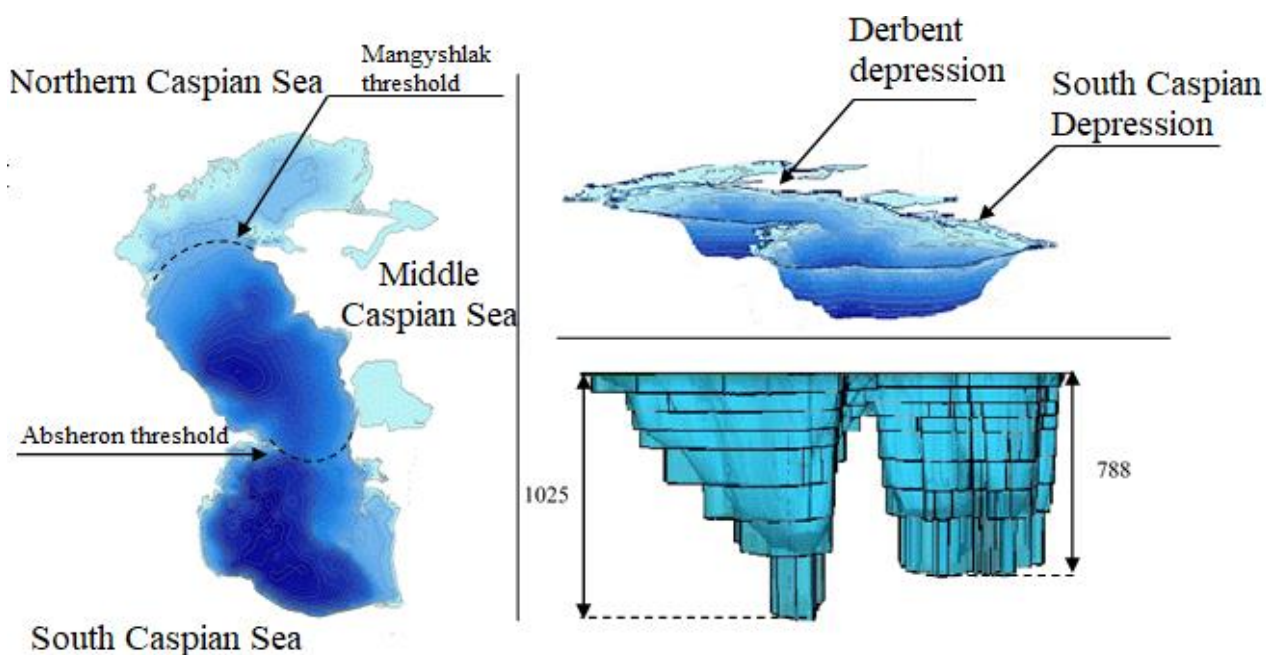 Mangyshlak
threshold
Northern Caspian Sea
Middle
Caspian Sea
Absheron threshold
South Caspian Sea
Derbent
depression
South Caspian
Depression
1025
788